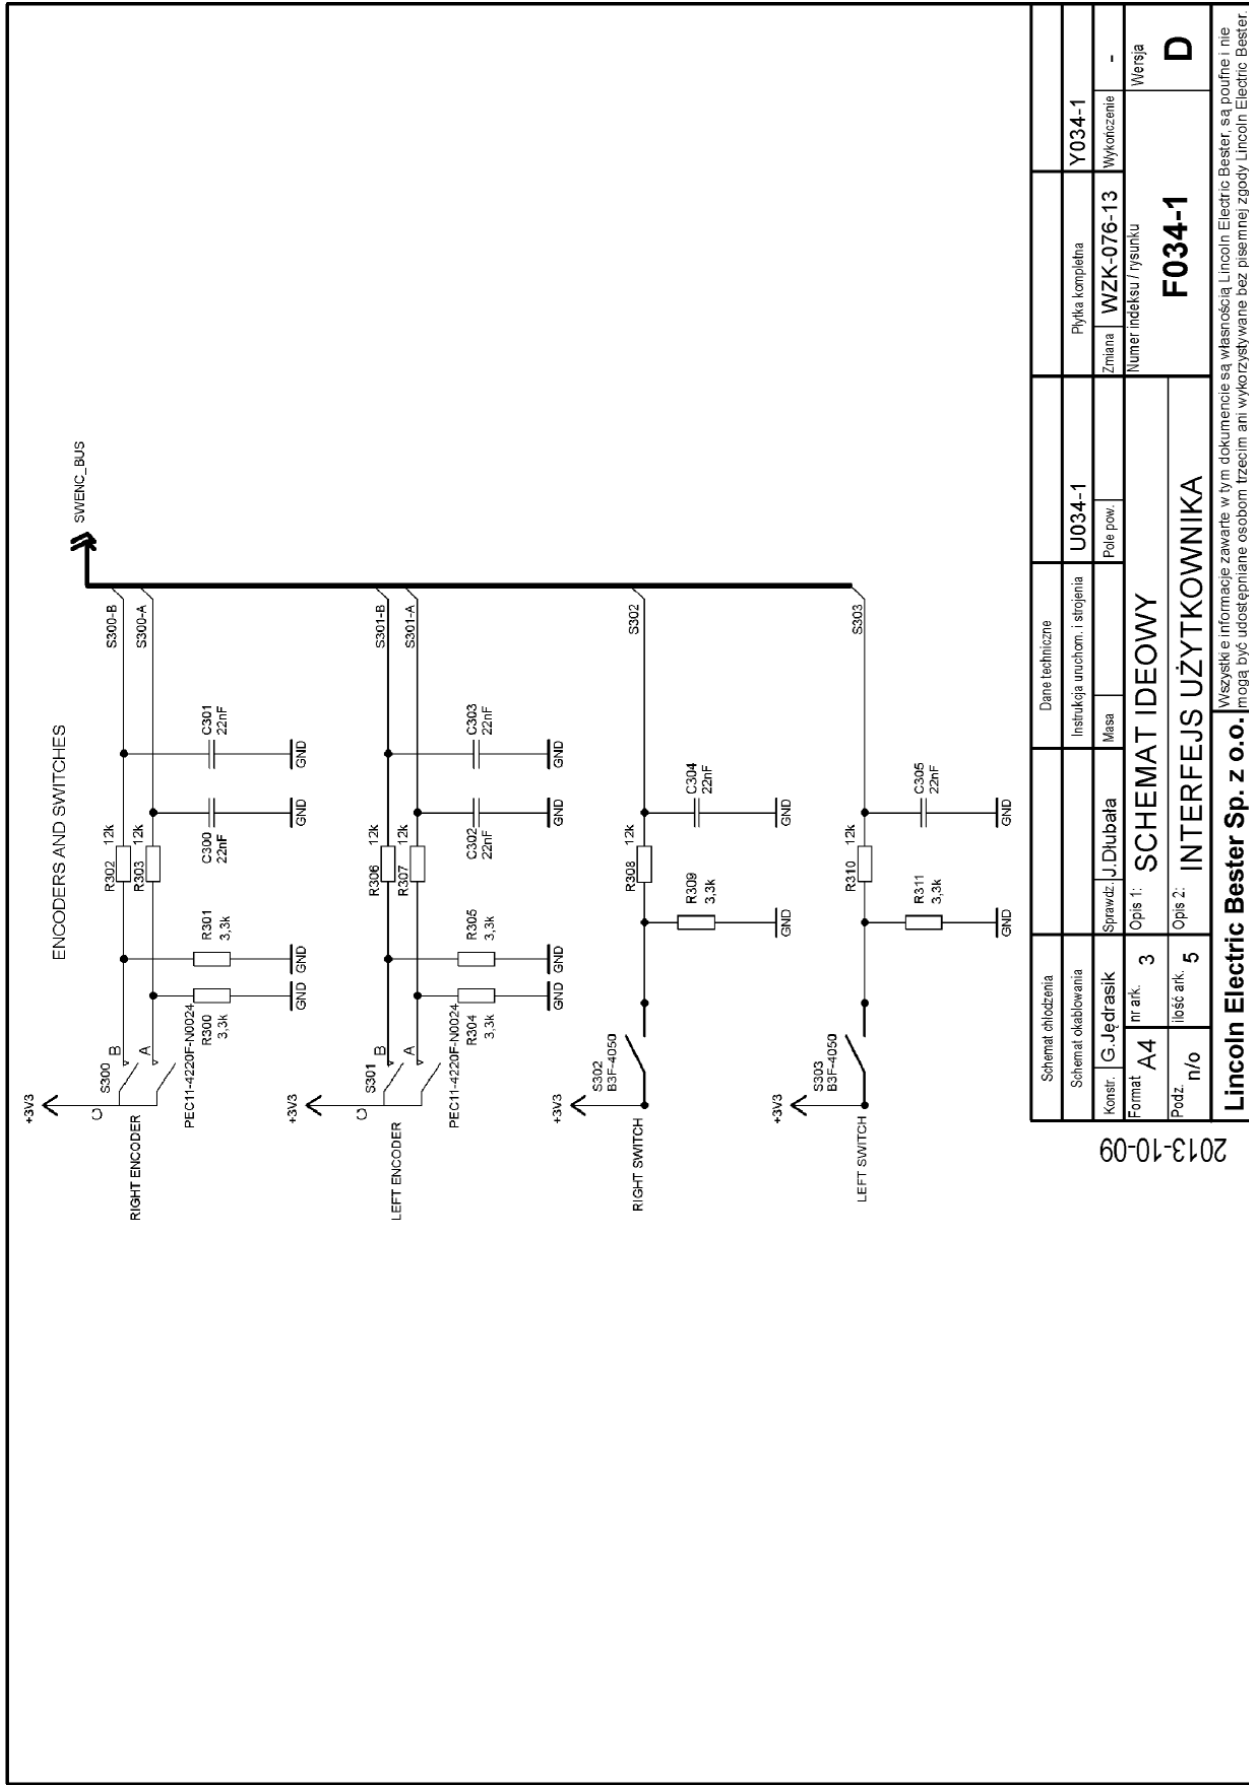 ENCODERS AND SWITCHES
SWENC_BUS
+3V3
C
S300
B
A
RIGHT ENCODER
PEC11-4220F-N0024
R300
3,3k
R301
3,3k
R302
12k
R303
12k
C300
22nF
C301
22nF
GND
GND
GND
GND
S300-B
S300-A
+3V3
C
S301
B
A
LEFT ENCODER
PEC11-4220F-N0024
R304
3,3k
R305
3,3k
R306
12k
R307
12k
C302
22nF
C303
22nF
GND
GND
GND
GND
S301-B
S301-A
+3V3
S302
B3F-4050
RIGHT SWITCH
R308
12k
R309
3,3k
C304
22nF
GND
GND
S302
+3V3
S303
B3F-4050
LEFT SWITCH
R310
12k
R311
3,3k
C305
22nF
GND
GND
S303
2013-10-09
Schemat chłodzenia
Dane techniczne
Schemat okablowania
Instrukcja uruchom. i strojenia
U034-1
Płytka kompletna
Y034-1
Konstr.
G.Jędrasik
Sprawdz.
J.Dłubała
Masa
Pole pow.
Zmiana
WZK-076-13
Wykończenie
-
Format
A4
nr ark.
3
Opis 1:
SCHEMAT IDEOWY
Numer indeksu / rysunku
F034-1
Wersja
D
Podz.
n/o
ilość ark.
5
Opis 2:
INTERFEJS UŻYTKOWNIKA
Lincoln Electric Bester Sp. z o.o.
Wszystkie informacje zawarte w tym dokumencie są własnością Lincoln Electric Bester, są poufne i nie
mogą być udostępniane osobom trzecim ani wykorzystywane bez pisemnej zgody Lincoln Electric Bester.